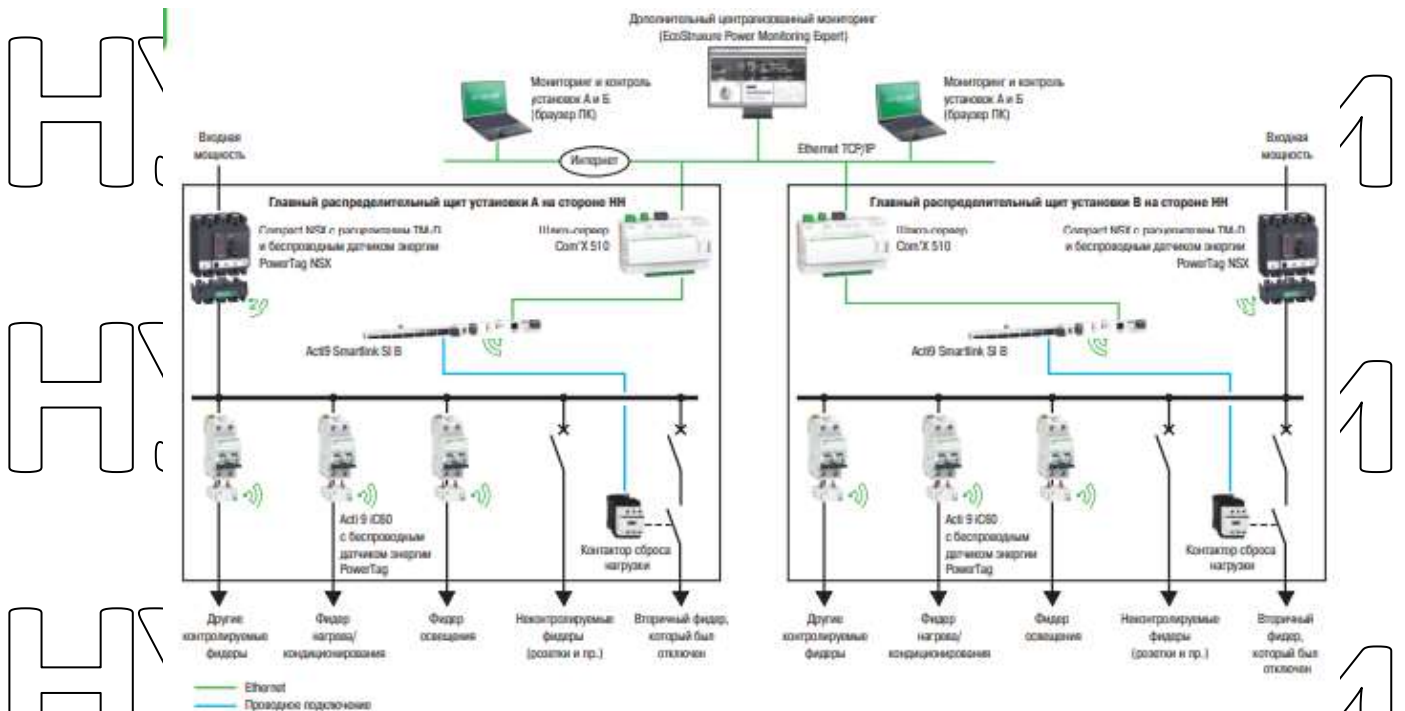 Дополнительный централизованный мониторинг
(EcoStruxure Power Monitoring Expert)
Мониторинг и контроль
установок А и Б
(браузер ПК)
Мониторинг и контроль
установок А и Б
(браузер ПК)
Входная
мощность
Интернет
Ethernet TCP/IP
Входная
мощность
Главный распределительный щит установки А на стороне НН
Compact NSX с расцепителем TM-D
и беспроводным датчиком энергии
PowerTag NSX
Шлюз-сервер
Com'X 510
Acti9 Smartlink SI B
Acti 9 iC60
с беспроводным
датчиком энергии
PowerTag
Контактор сброса
нагрузки
Другие
контролируемые
фидеры
Фидер
нагрева/
кондиционирования
Фидер
освещения
Неконтролируемые
фидеры
(розетки и пр.)
Вторичный фидер,
который был
отключен
Главный распределительный щит установки В на стороне НН
Шлюз-сервер
Com'X 510
Compact NSX с расцепителем TM-D
и беспроводным датчиком энергии
PowerTag NSX
Acti9 Smartlink SI B
Acti 9 iC60
с беспроводным
датчиком энергии
PowerTag
Контактор сброса
нагрузки
Другие
контролируемые
фидеры
Фидер
нагрева/
кондиционирования
Фидер
освещения
Неконтролируемые
фидеры
(розетки и пр.)
Вторичный
фидер,
который был
отключен
Ethernet
Проводное подключение